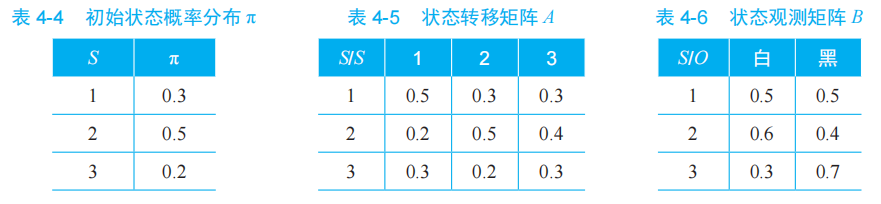 表 4-4 初始状态概率分布 π
S π
1 0.3
2 0.5
3 0.2
表 4-5 状态转移矩阵 A
S/S 1 2 3
1 0.5 0.3 0.3
2 0.2 0.5 0.4
3 0.3 0.2 0.3
表 4-6 状态观测矩阵 B
S/O 白 黑
1 0.5 0.5
2 0.6 0.4
3 0.3 0.7